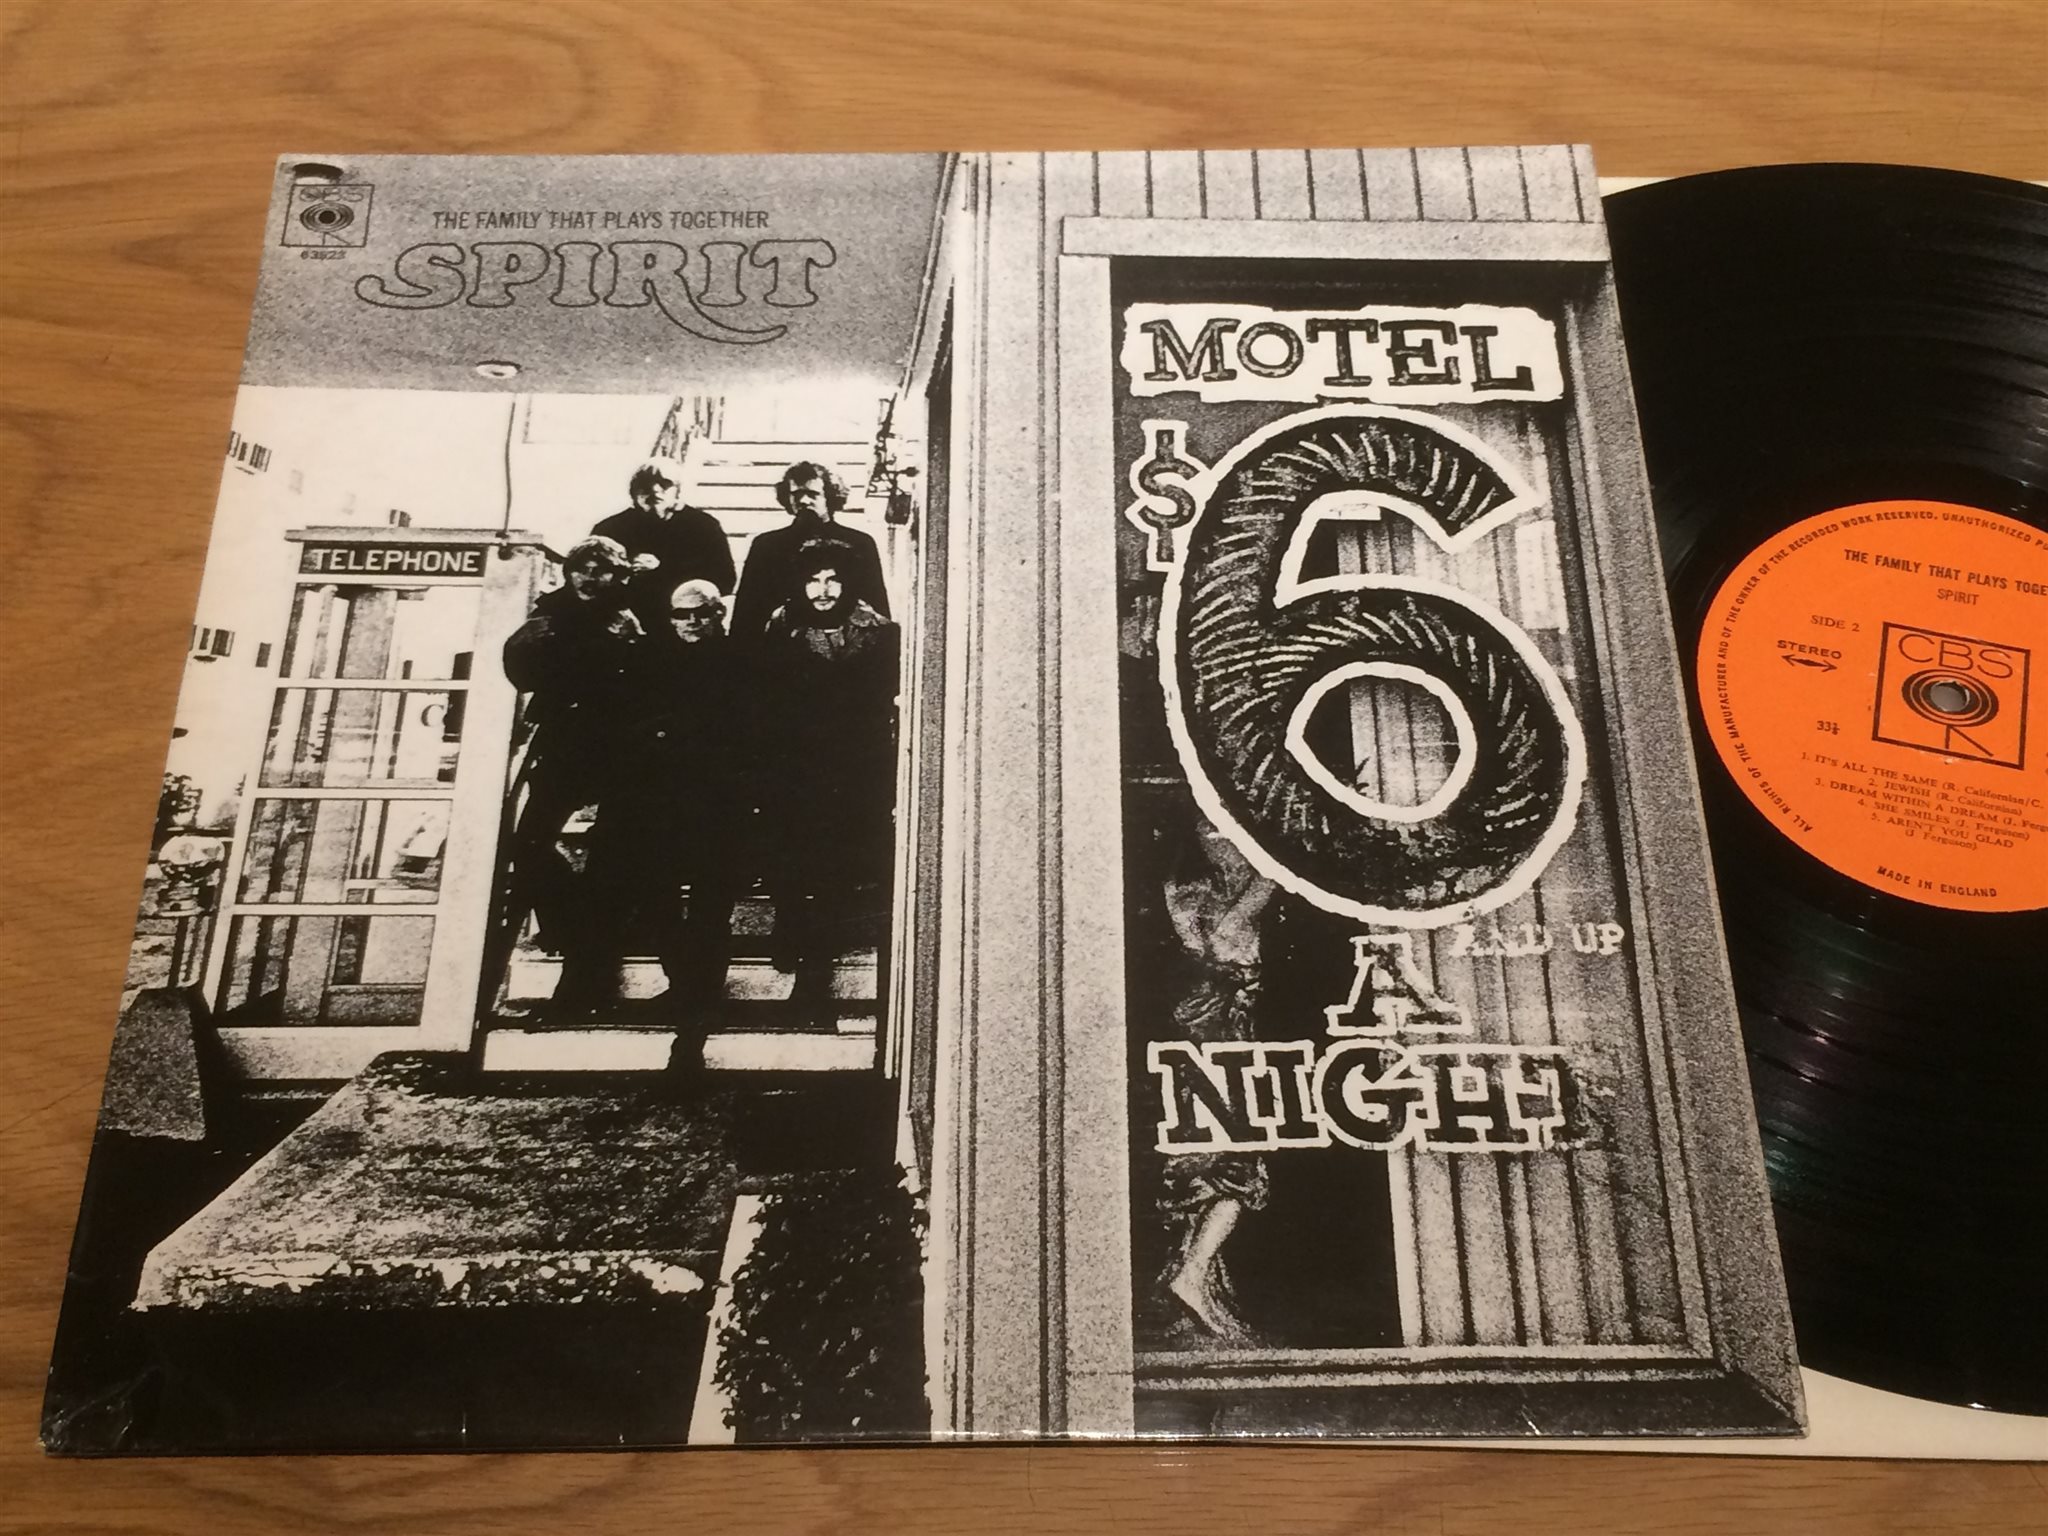 CBS
63523
THE FAMILY THAT PLAYS TOGETHER
SPIRIT
TELEPHONE
MOTEL
$6
AND UP
A
NIGHT
ALL RIGHTS OF THE MANUFACTURER AND OF THE OWNER OF THE RECORDED WORK RESERVED. UNAUTHORIZED
THE FAMILY THAT PLAYS TOGE
SPIRIT
SIDE 2
STEREO
CBS
33⅓
1. IT'S ALL THE SAME (R. Californian/C.
2. JEWISH (R. Californian)
3. DREAM WITHIN A DREAM (J. Ferg
4. SHE SMILES (J. Ferguson)
5. AREN'T YOU GLAD
(J Ferguson)
MADE IN ENGLAND